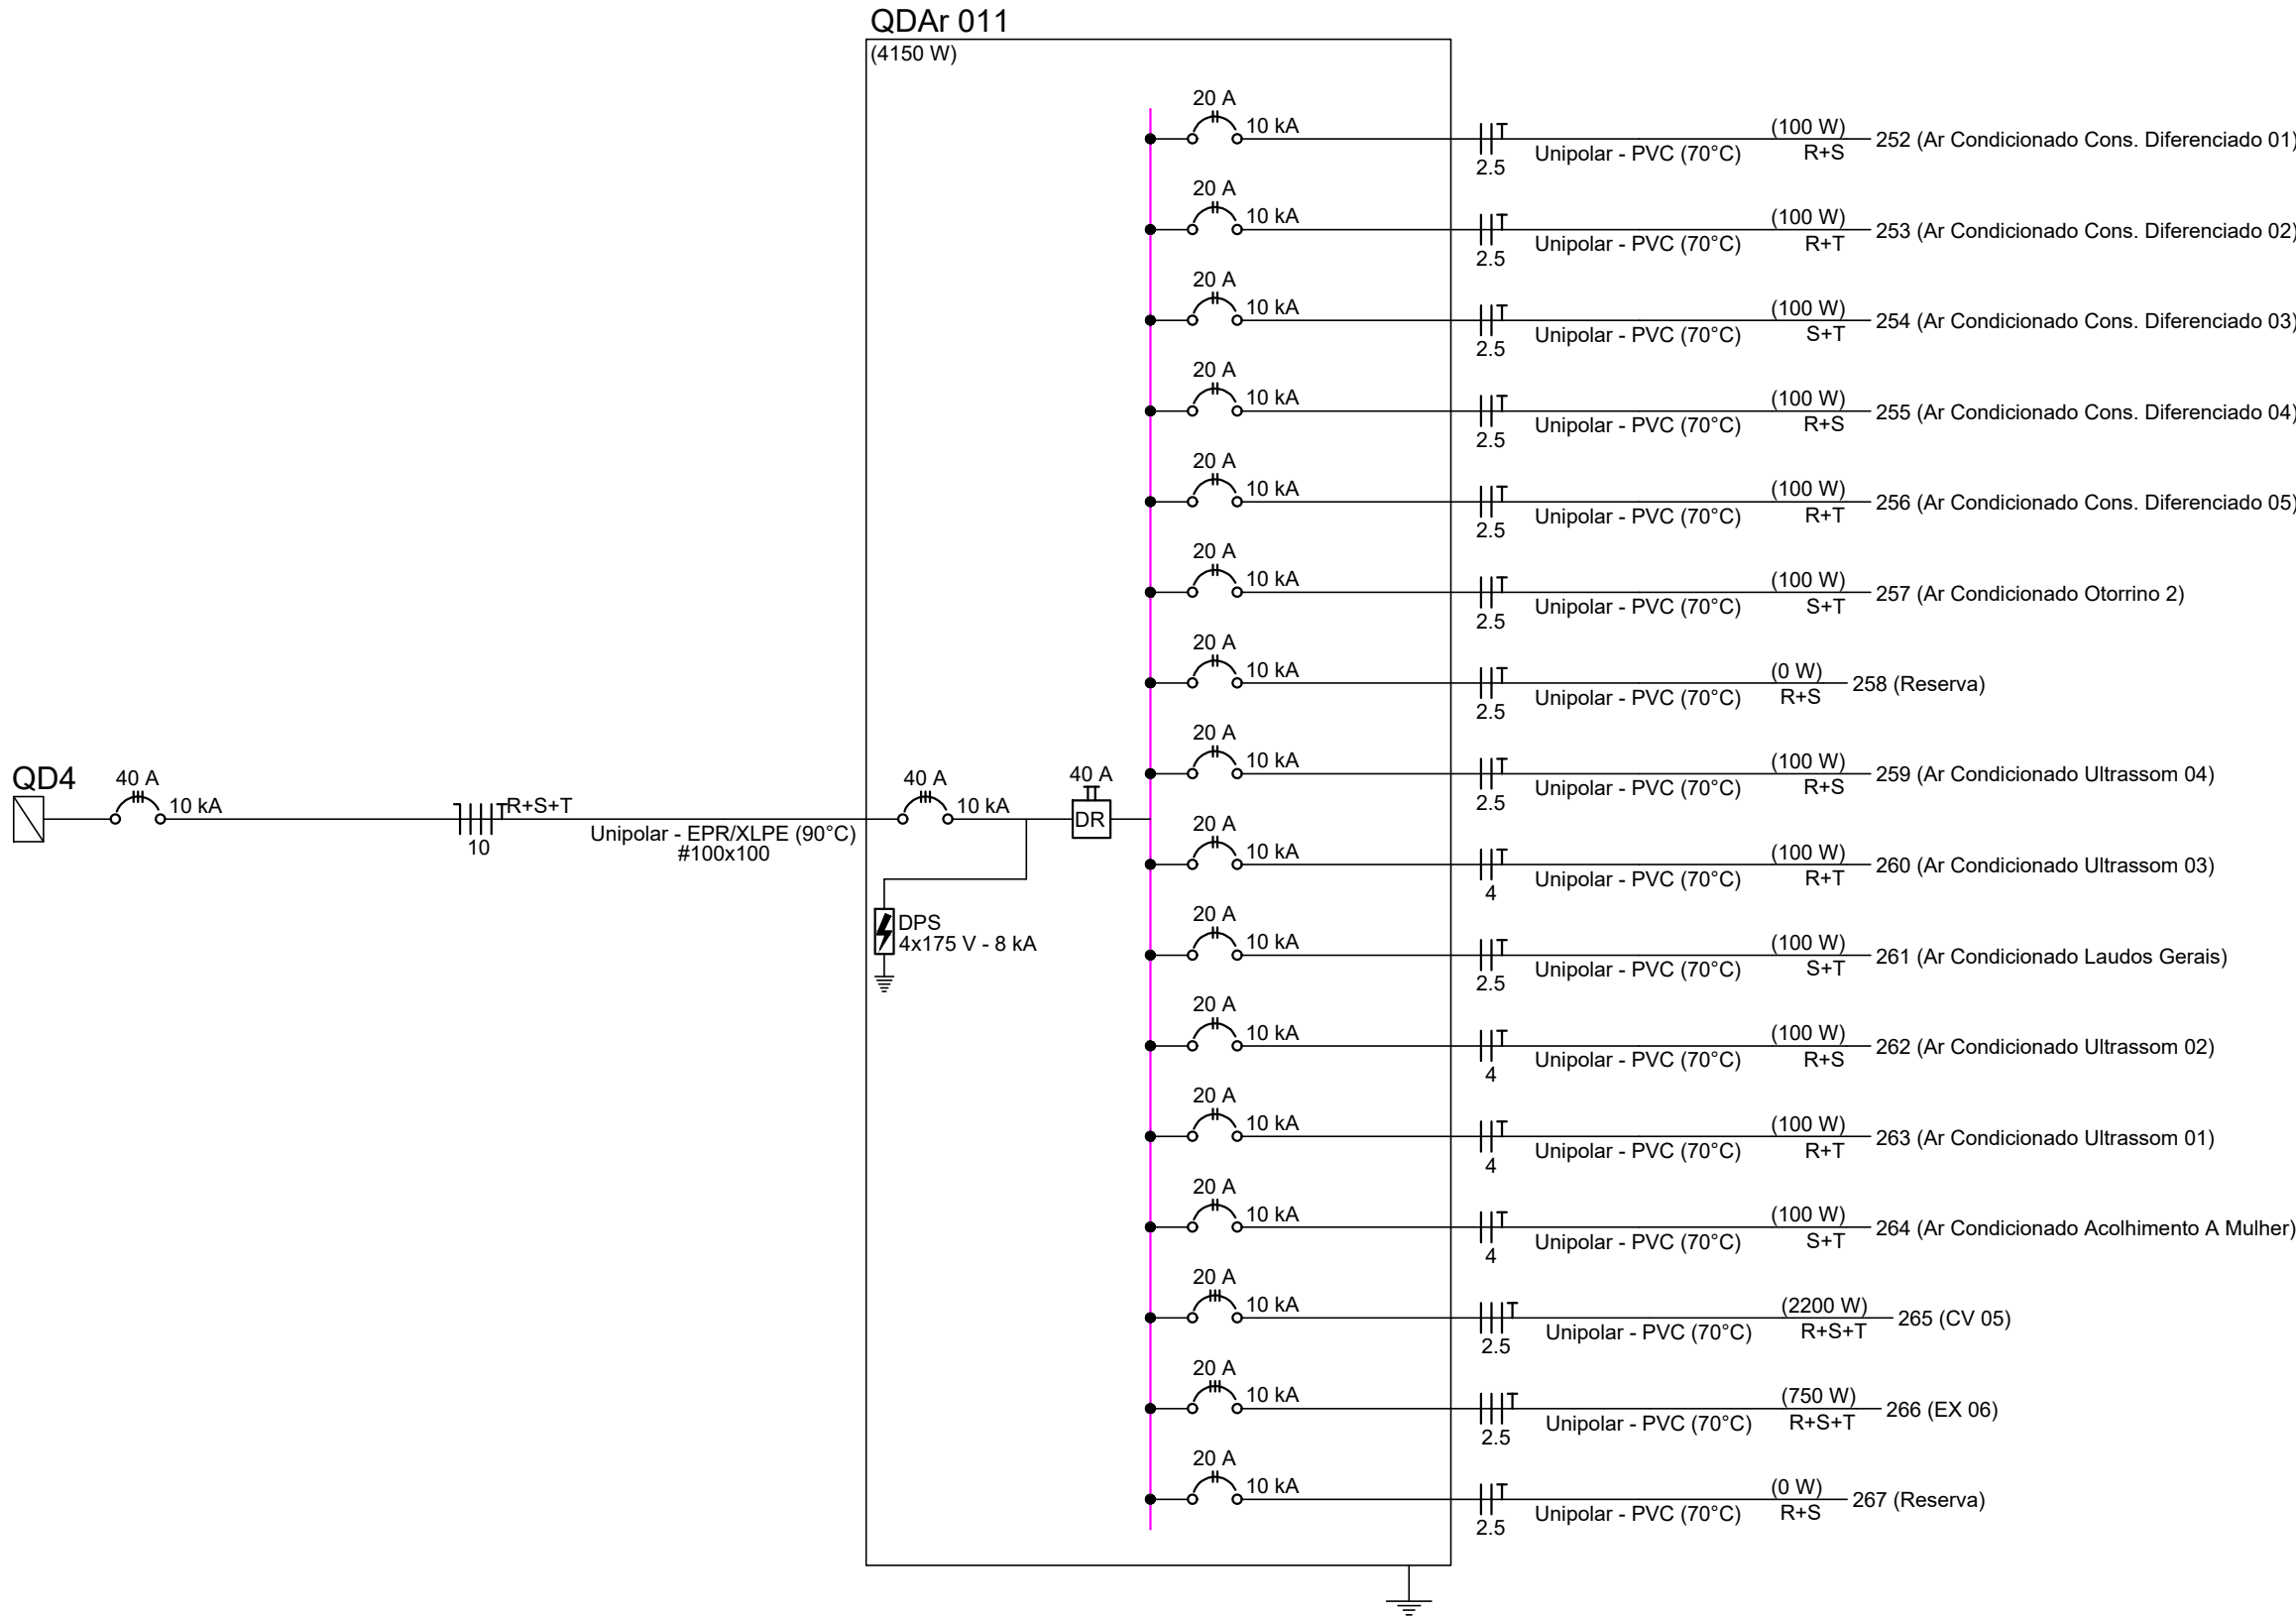 QDAr 011
(4150 W)
20 A
10 kA
2.5
Unipolar - PVC (70°C)
(100 W)
R+S
252 (Ar Condicionado Cons. Diferenciado 01)
20 A
10 kA
2.5
Unipolar - PVC (70°C)
(100 W)
R+T
253 (Ar Condicionado Cons. Diferenciado 02)
20 A
10 kA
2.5
Unipolar - PVC (70°C)
(100 W)
S+T
254 (Ar Condicionado Cons. Diferenciado 03)
20 A
10 kA
2.5
Unipolar - PVC (70°C)
(100 W)
R+S
255 (Ar Condicionado Cons. Diferenciado 04)
20 A
10 kA
2.5
Unipolar - PVC (70°C)
(100 W)
R+T
256 (Ar Condicionado Cons. Diferenciado 05)
20 A
10 kA
2.5
Unipolar - PVC (70°C)
(100 W)
S+T
257 (Ar Condicionado Otorrino 2)
20 A
10 kA
2.5
Unipolar - PVC (70°C)
(0 W)
R+S
258 (Reserva)
QD4
40 A
10 kA
R+S+T
10
Unipolar - EPR/XLPE (90°C)
#100x100
40 A
10 kA
40 A
DR
DPS
4x175 V - 8 kA
20 A
10 kA
2.5
Unipolar - PVC (70°C)
(100 W)
R+S
259 (Ar Condicionado Ultrassom 04)
20 A
10 kA
4
Unipolar - PVC (70°C)
(100 W)
R+T
260 (Ar Condicionado Ultrassom 03)
20 A
10 kA
2.5
Unipolar - PVC (70°C)
(100 W)
S+T
261 (Ar Condicionado Laudos Gerais)
20 A
10 kA
4
Unipolar - PVC (70°C)
(100 W)
R+S
262 (Ar Condicionado Ultrassom 02)
20 A
10 kA
4
Unipolar - PVC (70°C)
(100 W)
R+T
263 (Ar Condicionado Ultrassom 01)
20 A
10 kA
4
Unipolar - PVC (70°C)
(100 W)
S+T
264 (Ar Condicionado Acolhimento A Mulher)
20 A
10 kA
2.5
Unipolar - PVC (70°C)
(2200 W)
R+S+T
265 (CV 05)
20 A
10 kA
2.5
Unipolar - PVC (70°C)
(750 W)
R+S+T
266 (EX 06)
20 A
10 kA
2.5
Unipolar - PVC (70°C)
(0 W)
R+S
267 (Reserva)